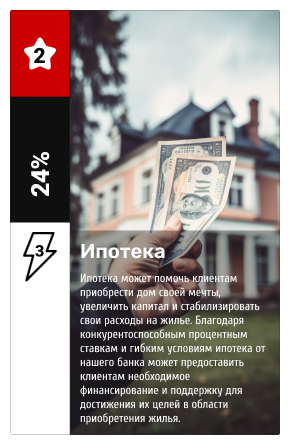 2
24%
3
Ипотека
Ипотека может помочь клиентам
приобрести дом своей мечты,
увеличить капитал и стабилизировать
свои расходы на жилье. Благодаря
конкурентоспособным процентным
ставкам и гибким условиям ипотека от
нашего банка может предоставить
клиентам необходимое
финансирование и поддержку для
достижения их целей в области
приобретения жилья.